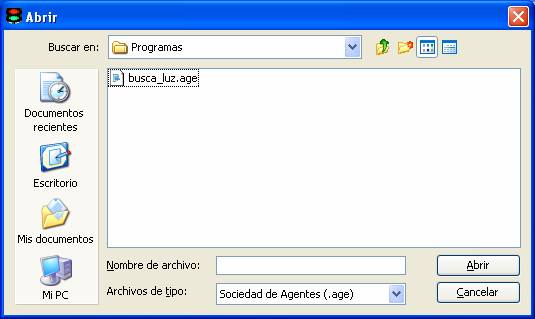 Abrir
Buscar en: Programas
busca_luz.age
Documentos
recientes
Escritorio
Mis documentos
Mi PC
Nombre de archivo:
Abrir
Archivos de tipo: Sociedad de Agentes (.age)
Cancelar